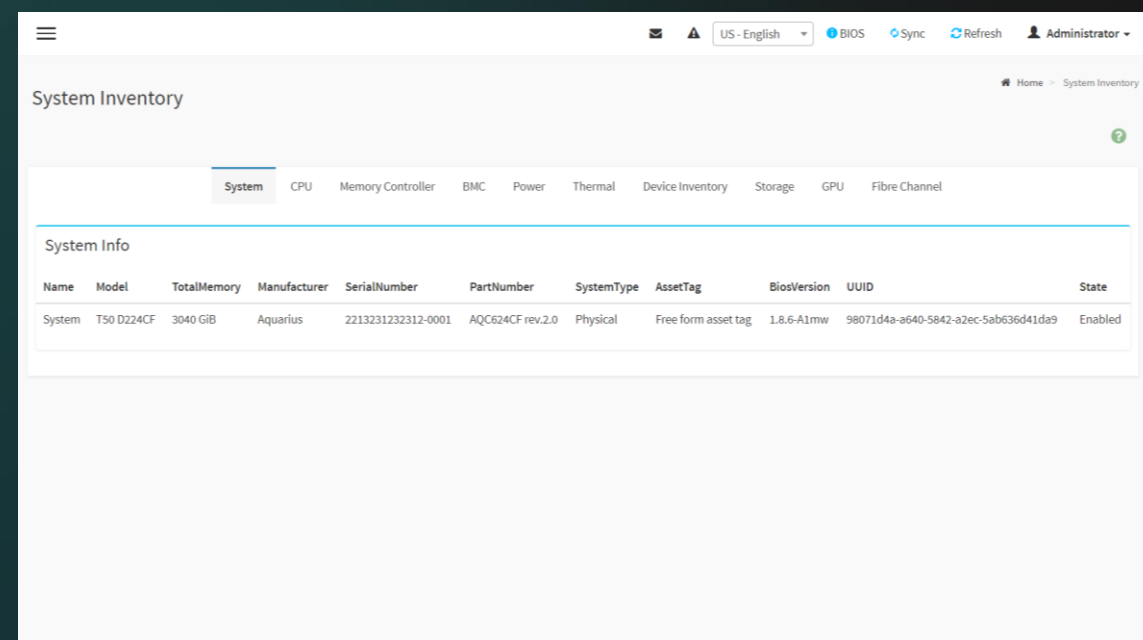 US - English BIOS Sync Refresh Administrator
Home > System Inventory
System Inventory
System CPU Memory Controller BMC Power Thermal Device Inventory Storage GPU Fibre Channel
System Info
Name Model TotalMemory Manufacturer SerialNumber PartNumber SystemType AssetTag BiosVersion UUID State
System T50 D224CF 3040 GiB Aquarius 2213231232312-0001 AQC624CF rev.2.0 Physical Free form asset tag 1.8.6-A1mw 98071d4a-a640-5842-a2ec-5ab636d41da9 Enabled